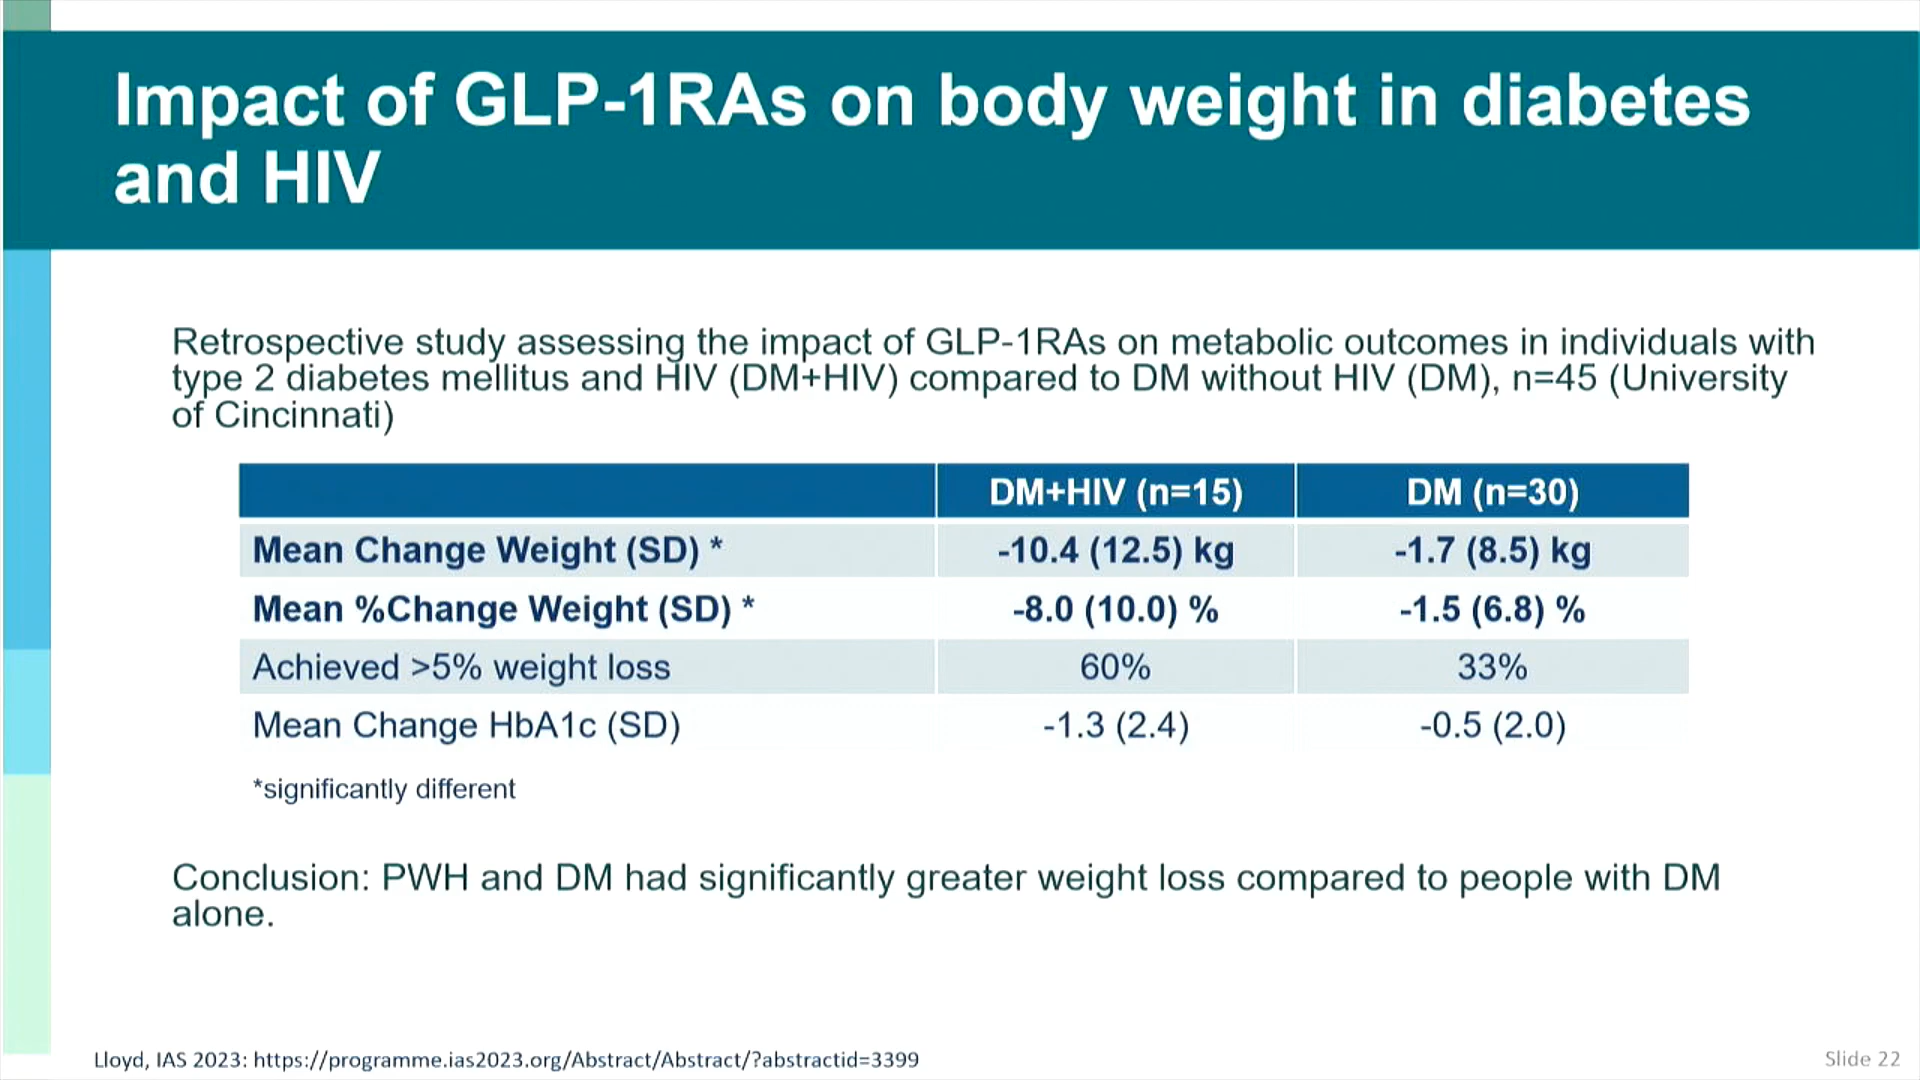 Impact of GLP-1RAs on body weight in diabetes
and HIV
Retrospective study assessing the impact of GLP-1RAs on metabolic outcomes in individuals with
type 2 diabetes mellitus and HIV (DM+HIV) compared to DM without HIV (DM), n=45 (University
of Cincinnati)
DM+HIV (n=15) DM (n=30)
Mean Change Weight (SD) * -10.4 (12.5) kg -1.7 (8.5) kg
Mean %Change Weight (SD) * -8.0 (10.0) % -1.5 (6.8) %
Achieved >5% weight loss 60% 33%
Mean Change HbA1c (SD) -1.3 (2.4) -0.5 (2.0)
*significantly different
Conclusion: PWH and DM had significantly greater weight loss compared to people with DM
alone.
Lloyd, IAS 2023: https://programme.ias2023.org/Abstract/Abstract/?abstractid=3399
Slide 22